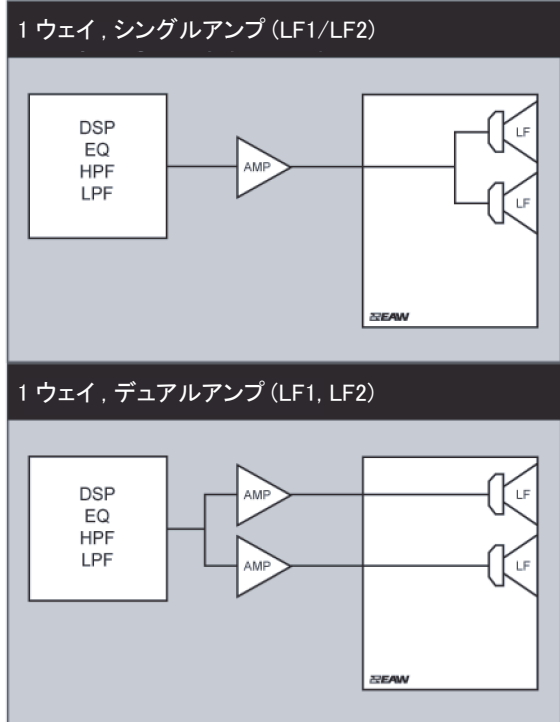 1 ウェイ , シングルアンプ (LF1/LF2)
DSP
EQ
HPF
LPF
AMP
LF
LF
EAW
1 ウェイ , デュアルアンプ (LF1, LF2)
DSP
EQ
HPF
LPF
AMP
AMP
LF
LF
EAW